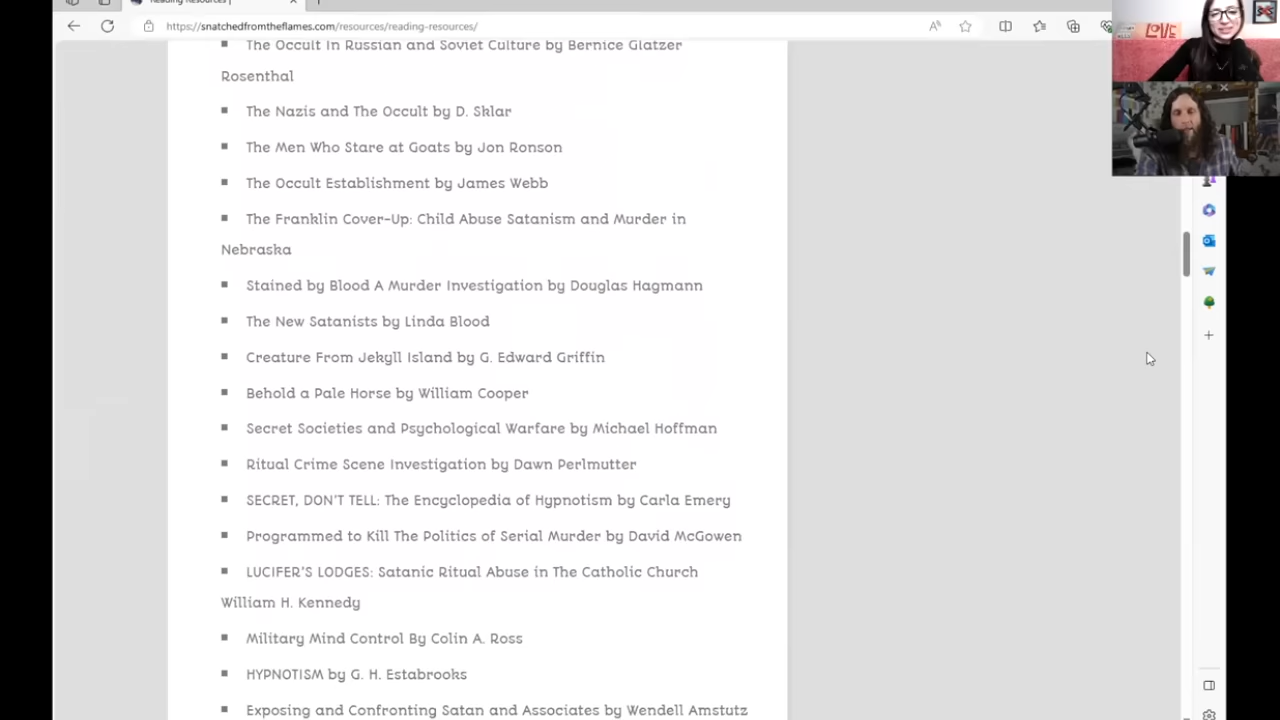 Reading Resources |
https://snatchedfromtheflames.com/resources/reading-resources/
LOVE
The Occult in Russian and Soviet Culture by Bernice Glatzer
Rosenthal
The Nazis and The Occult by D. Sklar
The Men Who Stare at Goats by Jon Ronson
The Occult Establishment by James Webb
The Franklin Cover-Up: Child Abuse Satanism and Murder in
Nebraska
Stained by Blood A Murder Investigation by Douglas Hagmann
The New Satanists by Linda Blood
Creature From Jekyll Island by G. Edward Griffin
Behold a Pale Horse by William Cooper
Secret Societies and Psychological Warfare by Michael Hoffman
Ritual Crime Scene Investigation by Dawn Perlmutter
SECRET, DON'T TELL: The Encyclopedia of Hypnotism by Carla Emery
Programmed to Kill The Politics of Serial Murder by David McGowen
LUCIFER'S LODGES: Satanic Ritual Abuse in The Catholic Church
William H. Kennedy
Military Mind Control By Colin A. Ross
HYPNOTISM by G. H. Estabrooks
Exposing and Confronting Satan and Associates by Wendell Amstutz